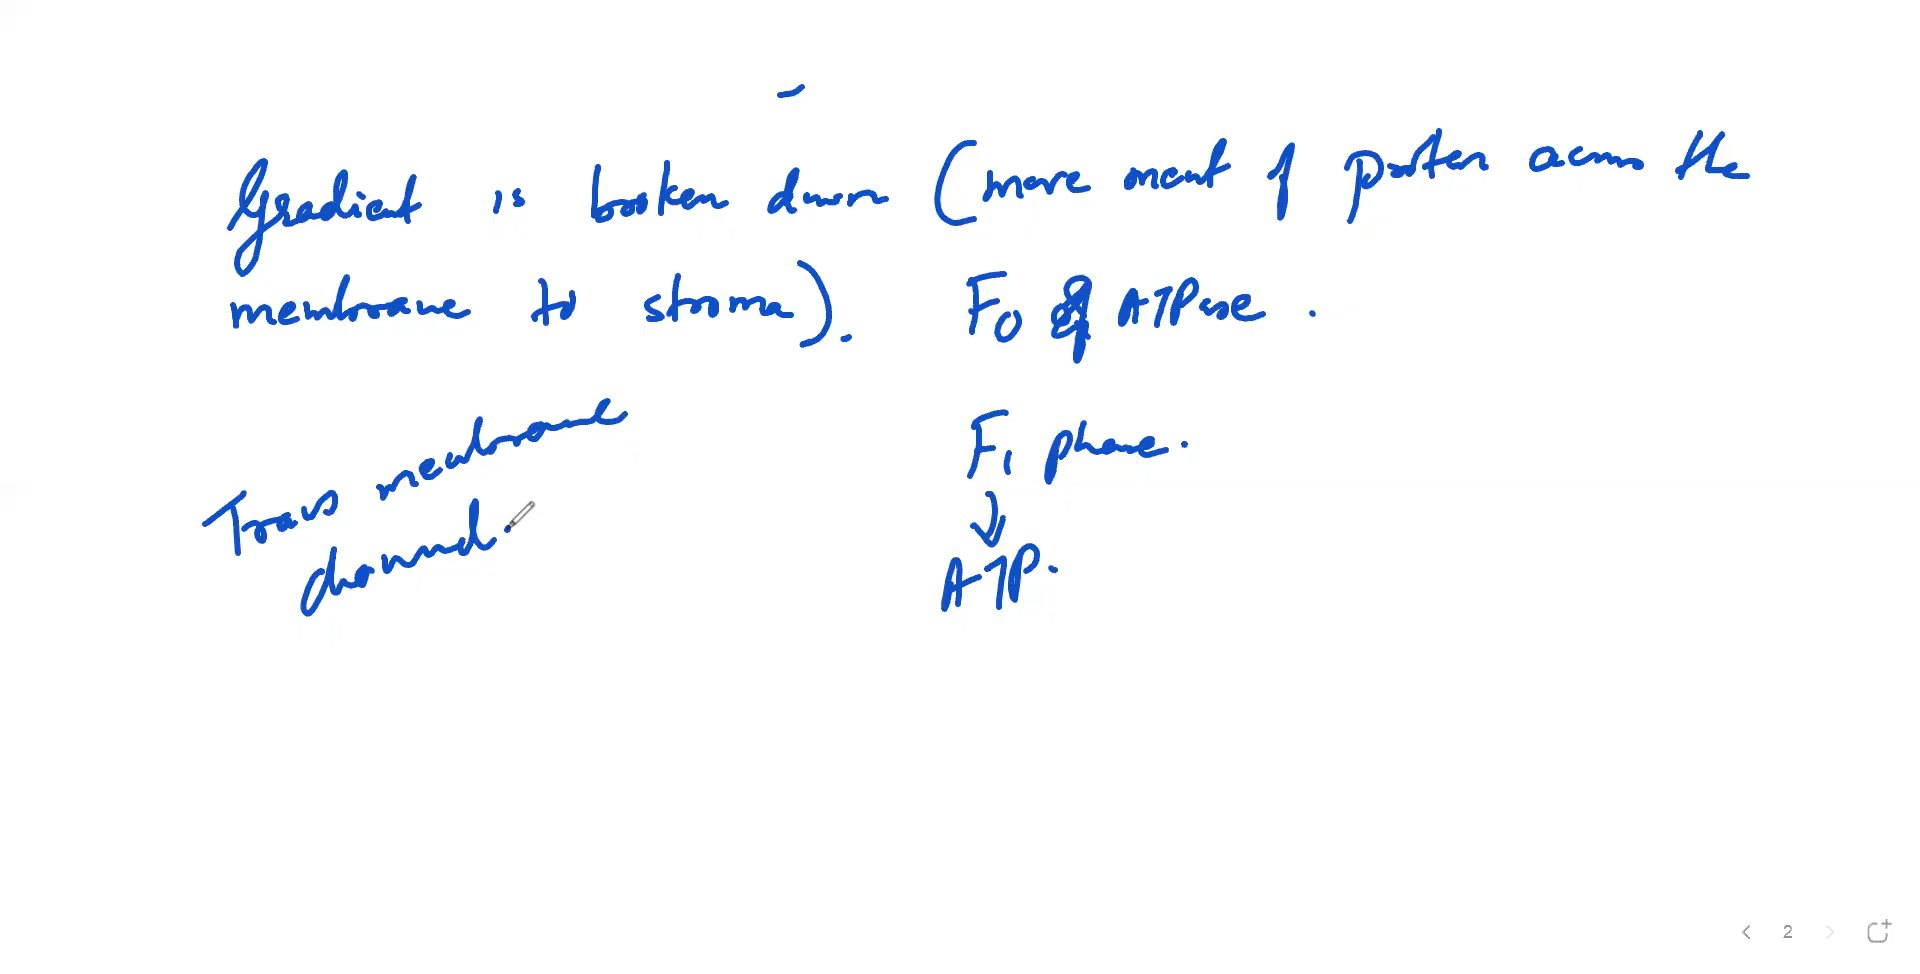 Gradient is broken down (movement of proton across the
membrane to stroma). F0 of ATPase.
Trans membrane
channel.
F1 phase.
ATP.
2